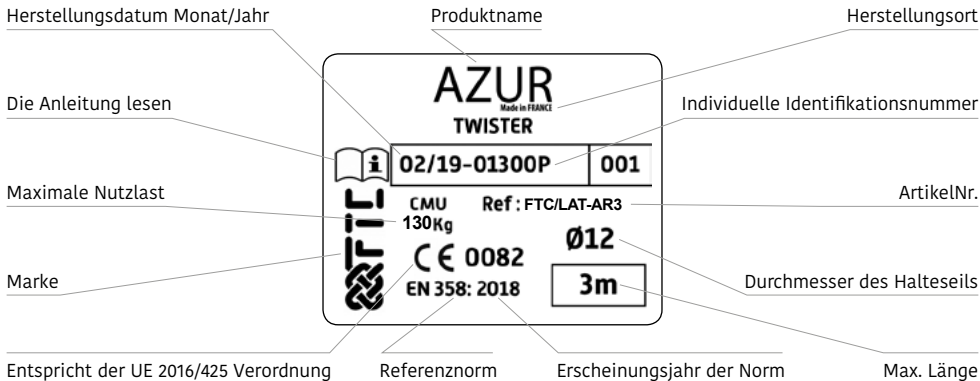 Herstellungsdatum Monat/Jahr
Produktname
Herstellungsort
AZUR
Made in FRANCE
TWISTER
Die Anleitung lesen
Individuelle Identifikationsnummer
02/19-01300P 001
Maximale Nutzlast
ArtikelNr.
CMU Ref : FTC/LAT-AR3
130Kg
Ø12
CE 0082
Marke
Durchmesser des Halteseils
EN 358: 2018
3m
FTC
Entspricht der UE 2016/425 Verordnung
Referenznorm
Erscheinungsjahr der Norm
Max. Länge